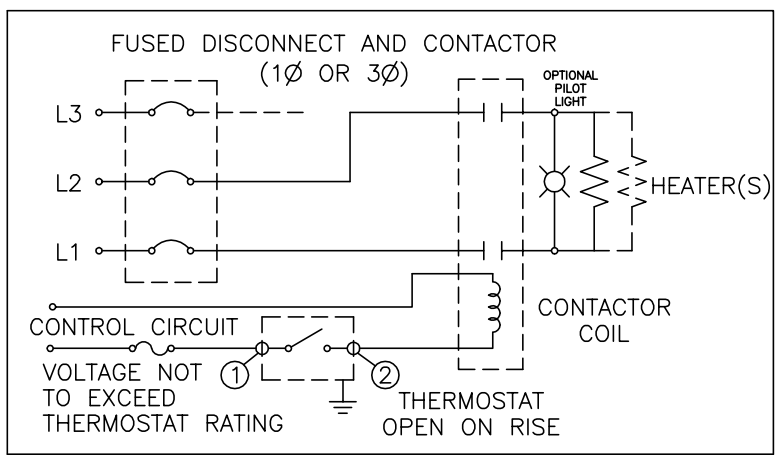 FUSED DISCONNECT AND CONTACTOR
(1Ø OR 3Ø)
OPTIONAL
PILOT
LIGHT
L3
L2
HEATER(S)
L1
CONTACTOR
COIL
CONTROL CIRCUIT
VOLTAGE NOT
TO EXCEED
THERMOSTAT RATING
1
2
THERMOSTAT
OPEN ON RISE